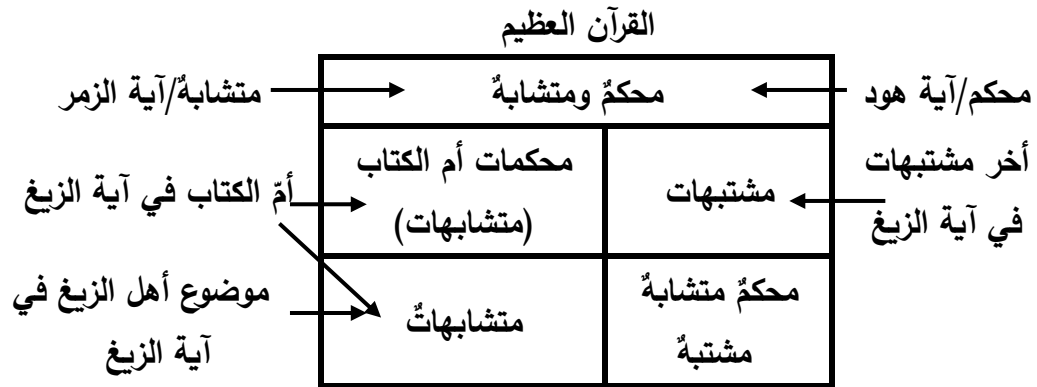 القرآن العظيم
محكم/آية هود
محكمٌ ومتشابهٌ
متشابهٌ/آية الزمر
أخر مشتبهات
في آية الزيغ
مشتبهات
محكمات أم الكتاب
(متشابهات)
أمّ الكتاب في آية الزيغ
محكمٌ متشابهٌ
مشتبهٌ
متشابهاتٌ
موضوع أهل الزيغ في
آية الزيغ